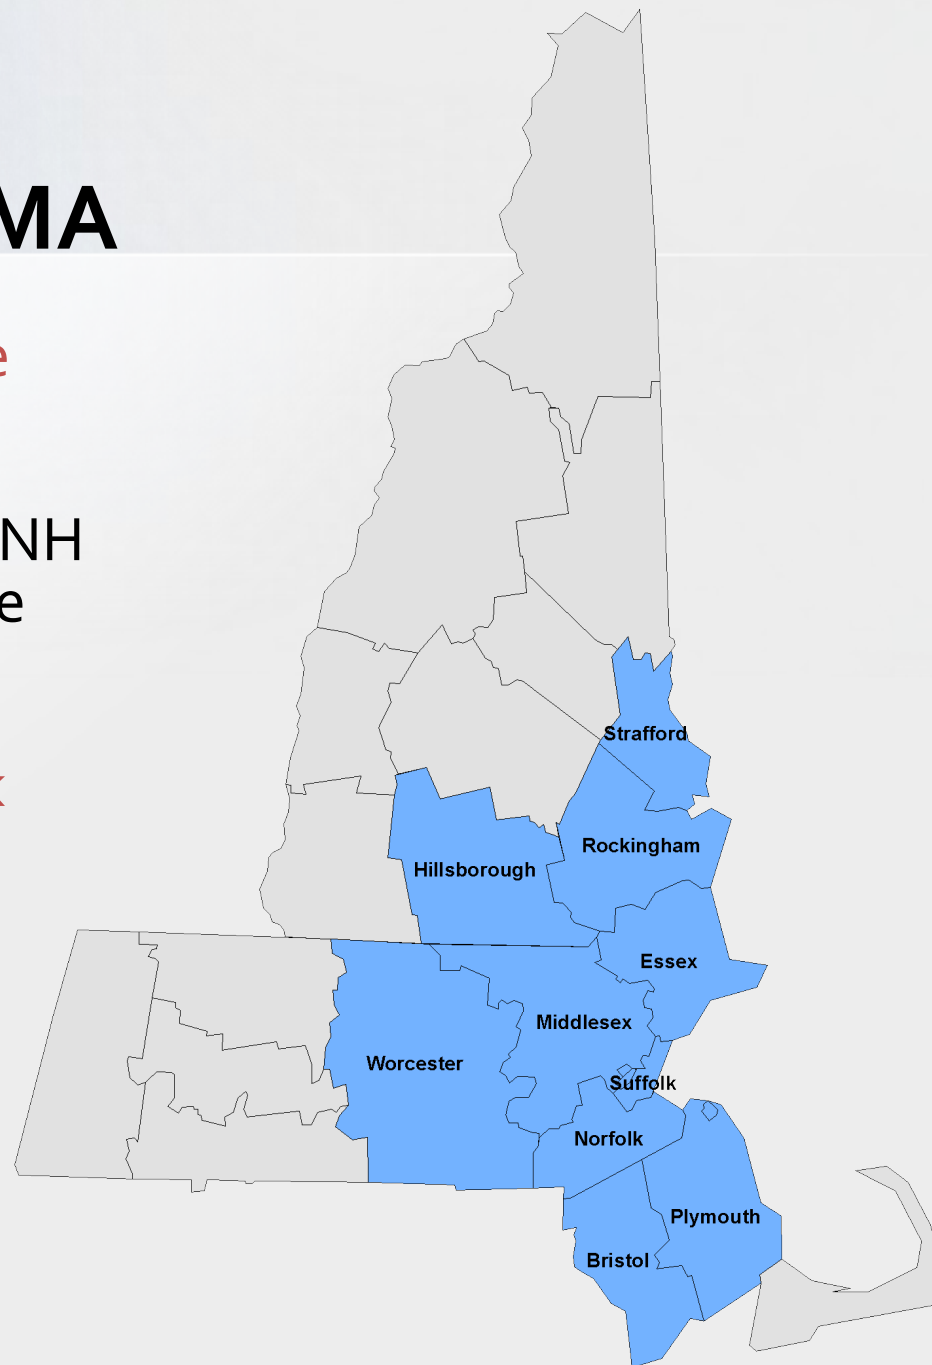 MA
e
NH
e
k
Strafford
Rockingham
Hillsborough
Essex
Middlesex
Worcester
Suffolk
Norfolk
Plymouth
Bristol